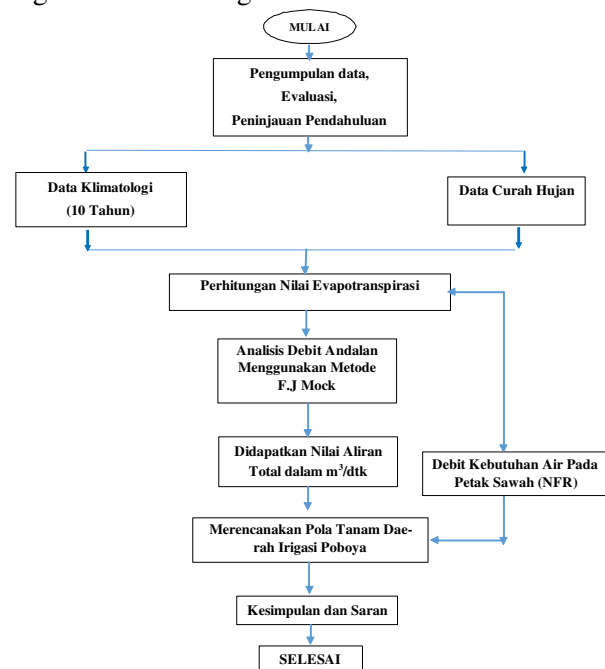 MULAI
Pengumpulan data,
Evaluasi,
Peninjauan Pendahuluan
Data Klimatologi
(10 Tahun)
Data Curah Hujan
Perhitungan Nilai Evapotranspirasi
Analisis Debit Andalan
Menggunakan Metode
F.J Mock
Didapatkan Nilai Aliran
Total dalam m³/dtk
Debit Kebutuhan Air Pada
Petak Sawah (NFR)
Merencanakan Pola Tanam Dae-
rah Irigasi Poboya
Kesimpulan dan Saran
SELESAI